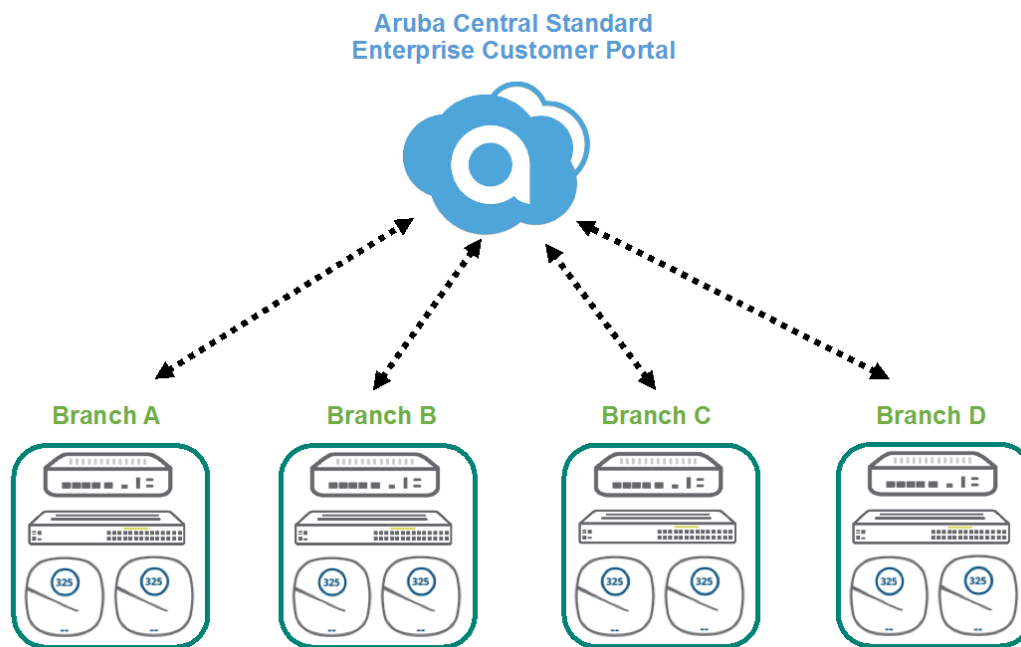 Aruba Central Standard
Enterprise Customer Portal
Branch A
Branch B
Branch C
Branch D
325
325
325
325
325
325
325
325